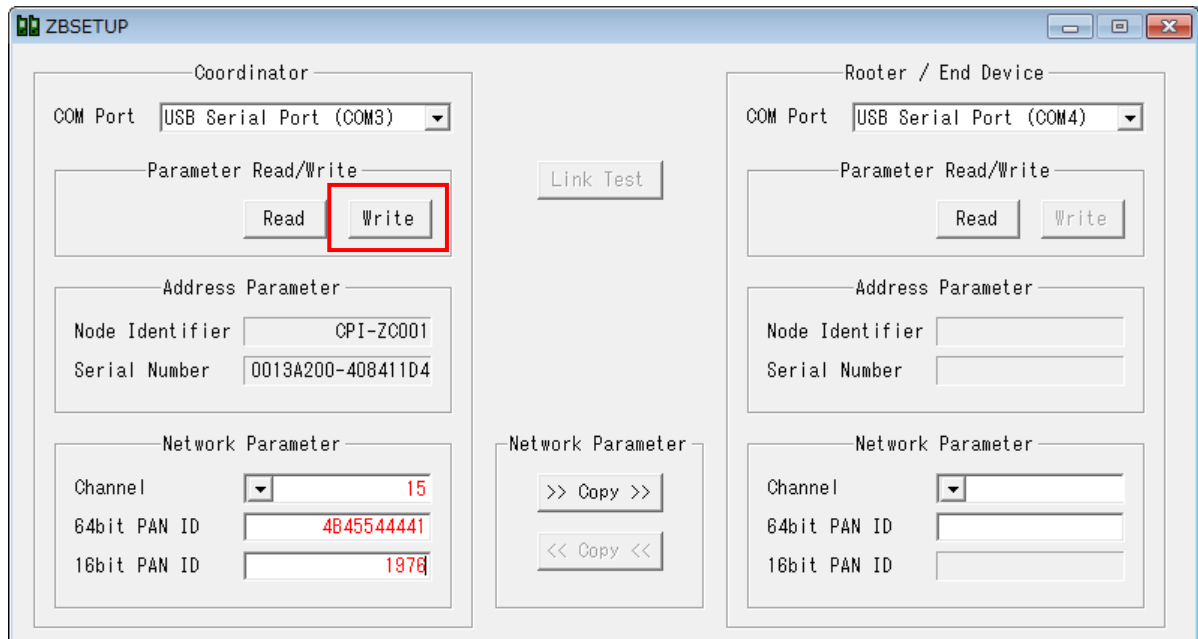 ZBSETUP
Coordinator
COM Port USB Serial Port (COM3)
Parameter Read/Write
Read Write
Address Parameter
Node Identifier CPI-ZC001
Serial Number 0013A200-408411D4
Network Parameter
Channel 15
64bit PAN ID 4B45544441
16bit PAN ID 1976
Link Test
Network Parameter
>> Copy >>
<< Copy <<
Rooter / End Device
COM Port USB Serial Port (COM4)
Parameter Read/Write
Read Write
Address Parameter
Node Identifier
Serial Number
Network Parameter
Channel
64bit PAN ID
16bit PAN ID